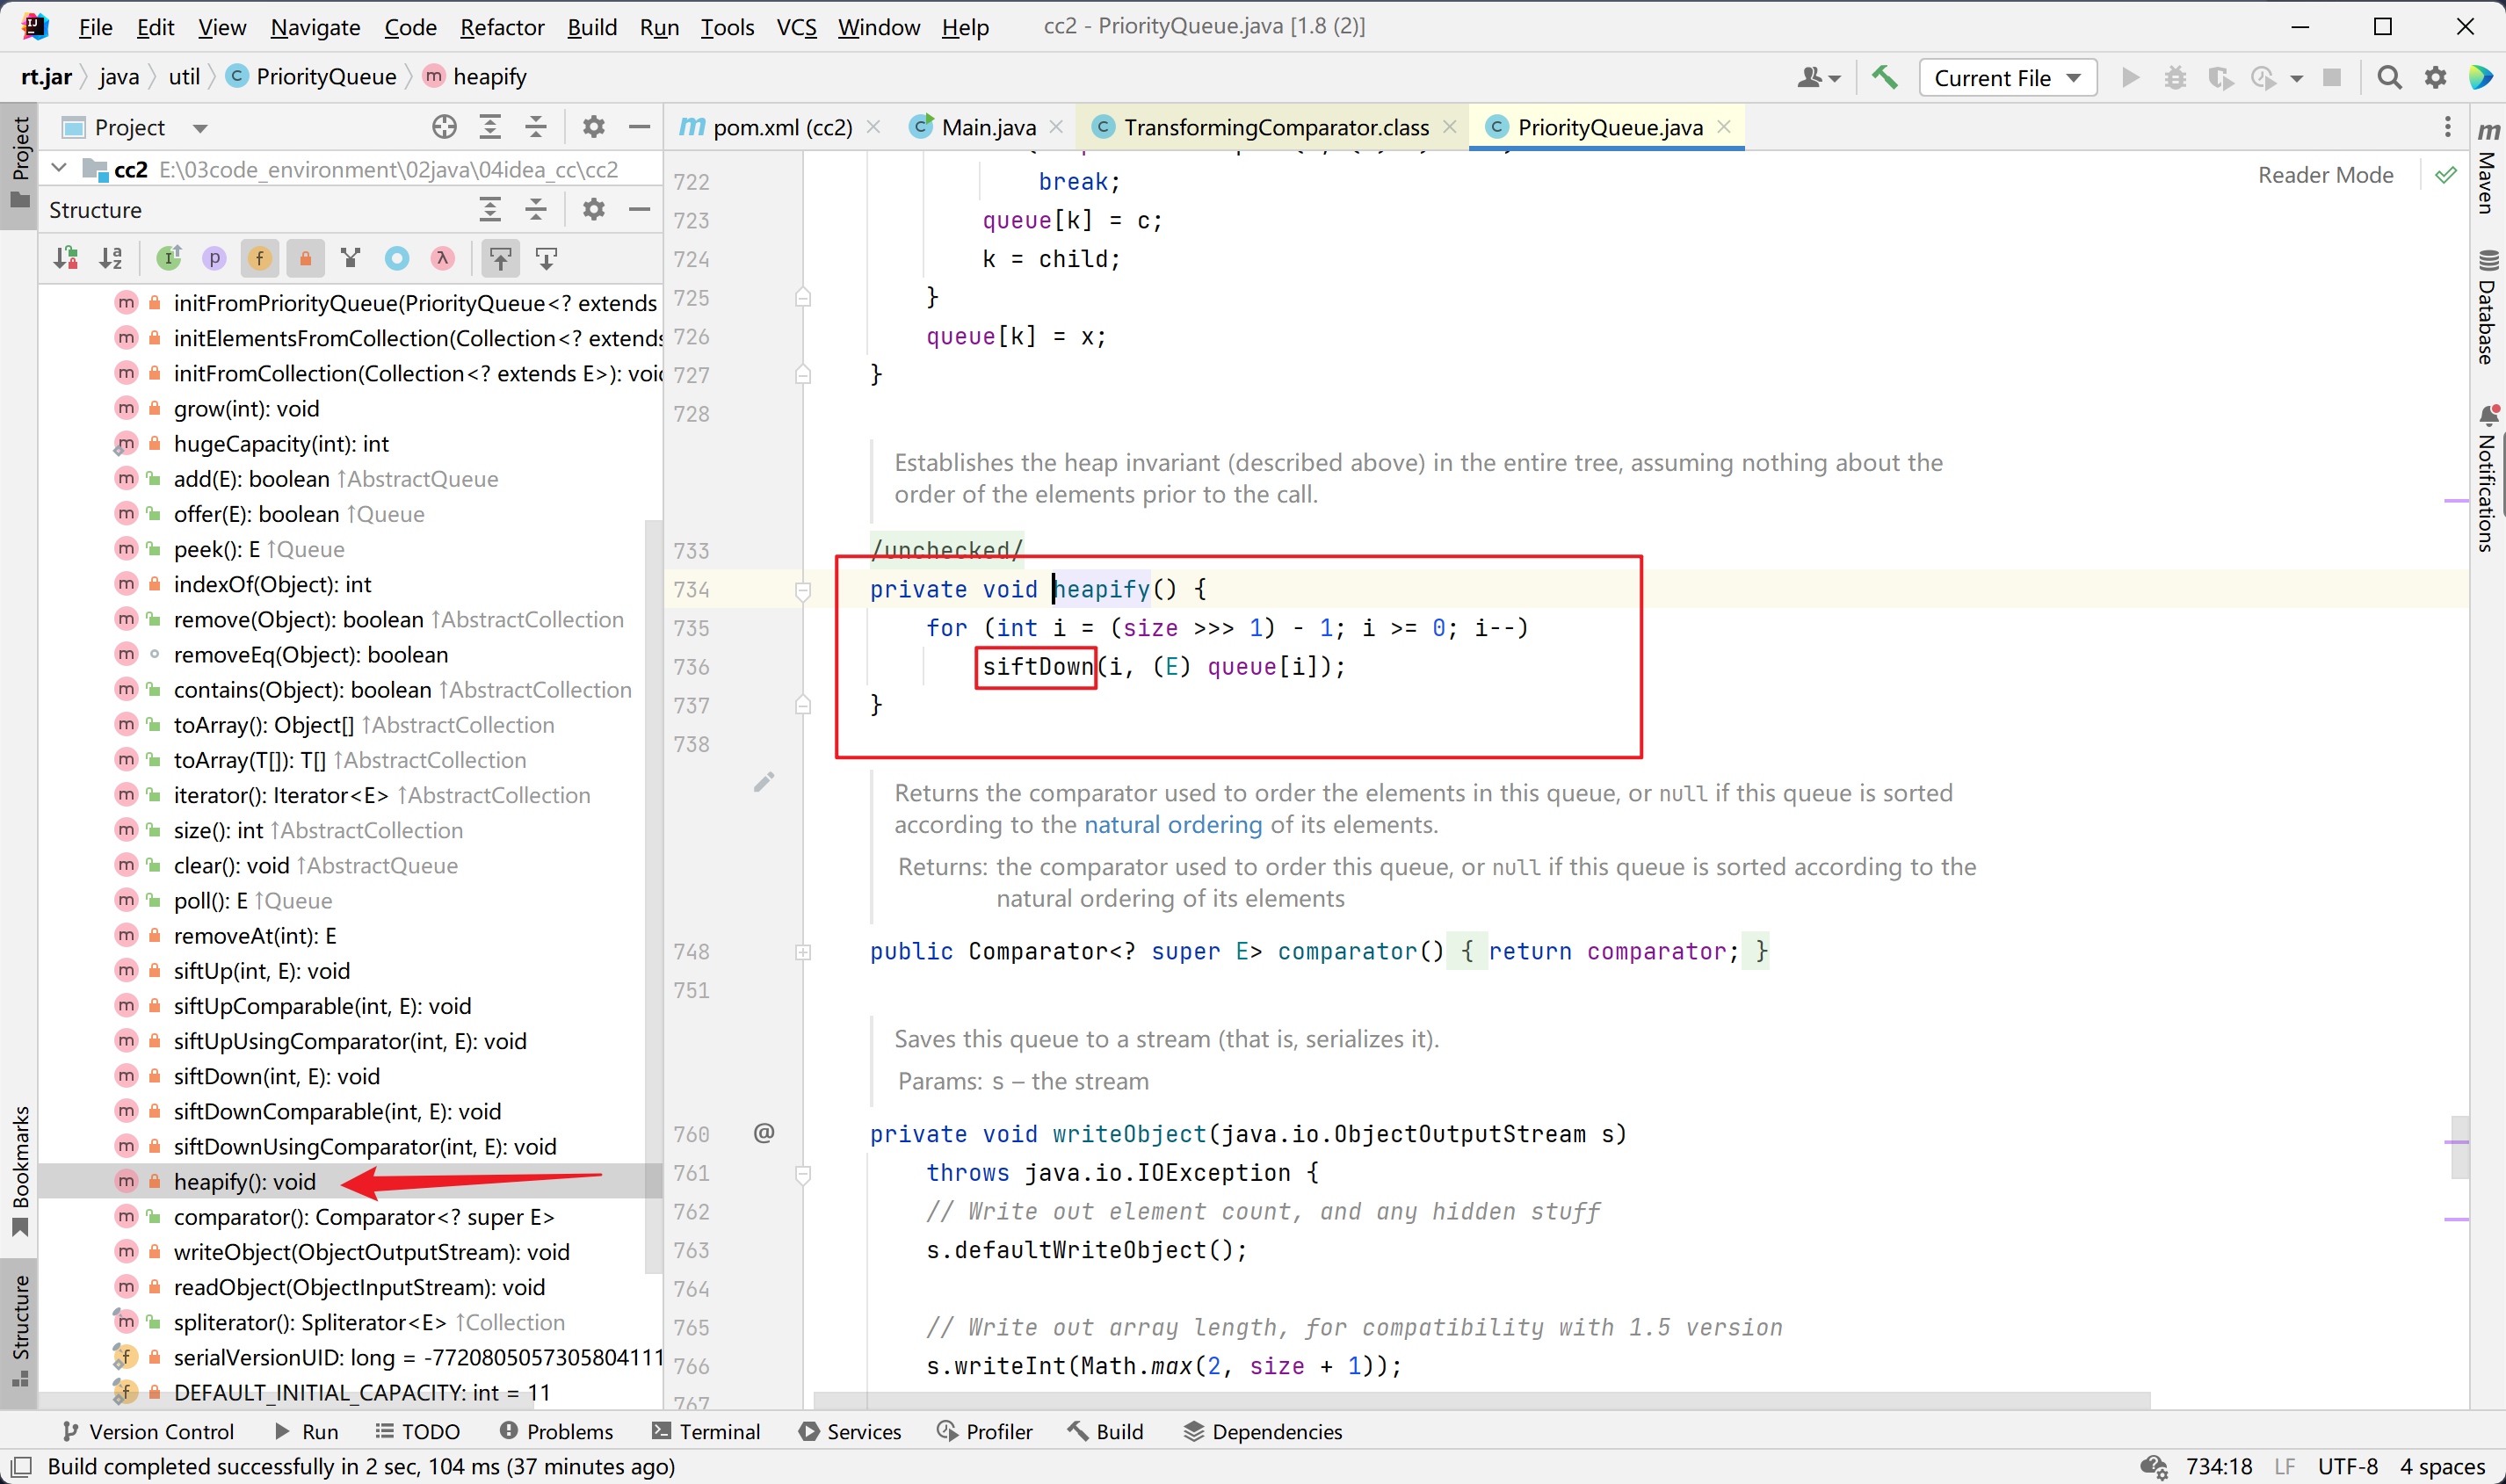 File Edit View Navigate Code Refactor Build Run Tools VCS Window Help cc2 - PriorityQueue.java [1.8 (2)]
rt.jar java util PriorityQueue heapify Current File
Project
pom.xml (cc2) Main.java TransformingComparator.class PriorityQueue.java
cc2 E:\03code_environment\02java\04idea_cc\cc2
Structure
initFromPriorityQueue(PriorityQueue<? extends
initElementsFromCollection(Collection<? extends
initFromCollection(Collection<? extends E>): void
grow(int): void
hugeCapacity(int): int
add(E): boolean ↑AbstractQueue
offer(E): boolean ↑Queue
peek(): E ↑Queue
indexOf(Object): int
remove(Object): boolean ↑AbstractCollection
removeEq(Object): boolean
contains(Object): boolean ↑AbstractCollection
toArray(): Object[] ↑AbstractCollection
toArray(T[]): T[] ↑AbstractCollection
iterator(): Iterator<E> ↑AbstractCollection
size(): int ↑AbstractCollection
clear(): void ↑AbstractQueue
poll(): E ↑Queue
removeAt(int): E
siftUp(int, E): void
siftUpComparable(int, E): void
siftUpUsingComparator(int, E): void
siftDown(int, E): void
siftDownComparable(int, E): void
siftDownUsingComparator(int, E): void
heapify(): void
comparator(): Comparator<? super E>
writeObject(ObjectOutputStream): void
readObject(ObjectInputStream): void
spliterator(): Spliterator<E> ↑Collection
serialVersionUID: long = -7720805057305804111
DEFAULT_INITIAL_CAPACITY: int = 11
Reader Mode
722 break;
723 queue[k] = c;
724 k = child;
725 }
726 queue[k] = x;
727 }
728
Establishes the heap invariant (described above) in the entire tree, assuming nothing about the
order of the elements prior to the call.
733 /unchecked/
734 private void heapify() {
735 for (int i = (size >>> 1) - 1; i >= 0; i--)
736 siftDown(i, (E) queue[i]);
737 }
738
Returns the comparator used to order the elements in this queue, or null if this queue is sorted
according to the natural ordering of its elements.
Returns: the comparator used to order this queue, or null if this queue is sorted according to the
natural ordering of its elements
748 public Comparator<? super E> comparator() { return comparator; }
751
Saves this queue to a stream (that is, serializes it).
Params: s – the stream
760 @ private void writeObject(java.io.ObjectOutputStream s)
761 throws java.io.IOException {
762 // Write out element count, and any hidden stuff
763 s.defaultWriteObject();
764
765 // Write out array length, for compatibility with 1.5 version
766 s.writeInt(Math.max(2, size + 1));
767
Project
Bookmarks
Structure
Maven
Database
Notifications
Version Control Run TODO Problems Terminal Services Profiler Build Dependencies
Build completed successfully in 2 sec, 104 ms (37 minutes ago) 734:18 LF UTF-8 4 spaces